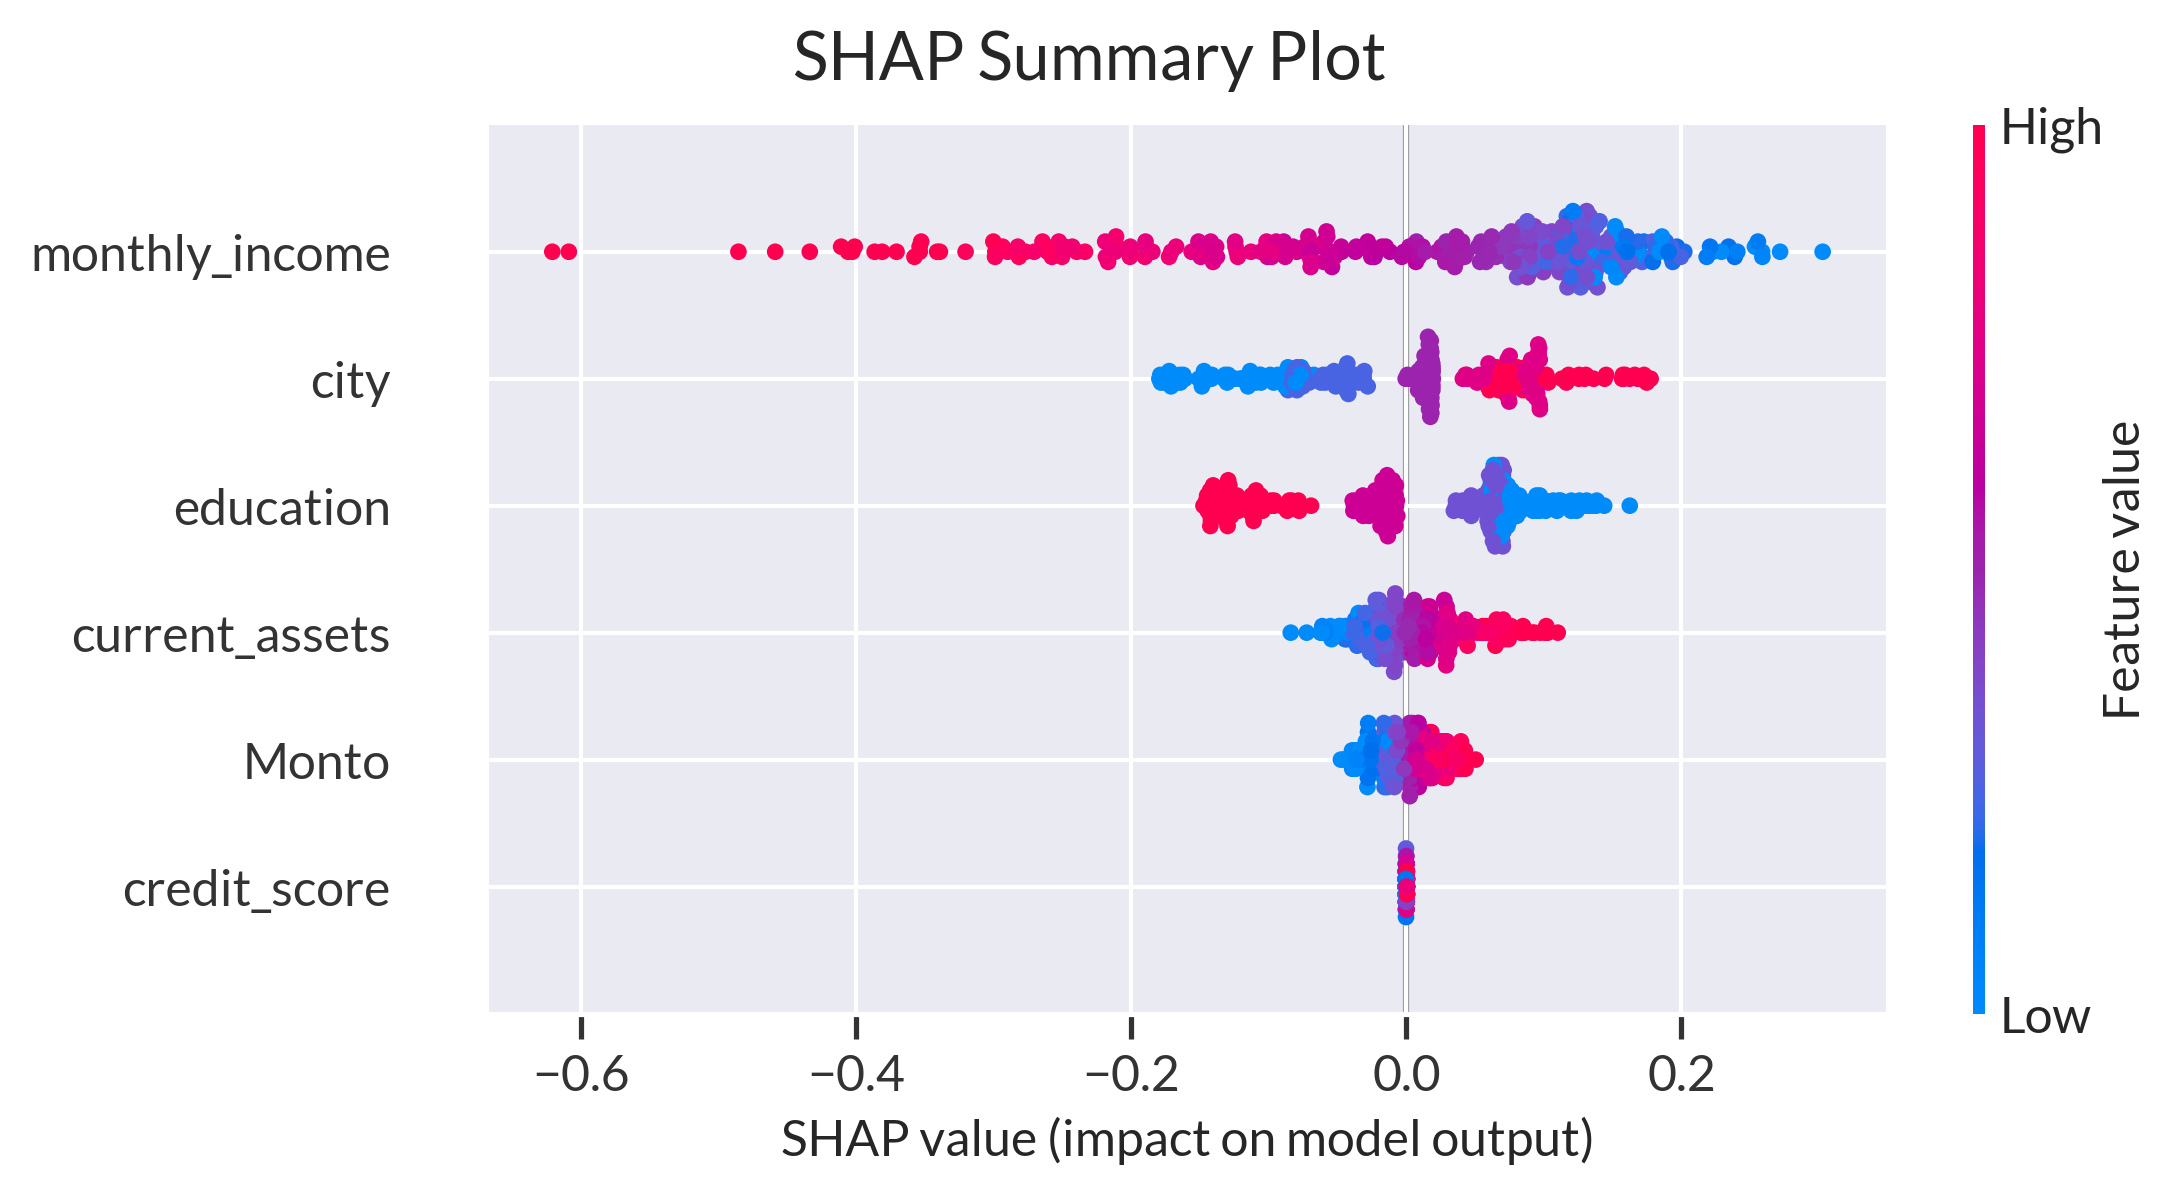 SHAP Summary Plot
High
monthly_income
city
education
current_assets
Monto
credit_score
Feature value
Low
−0.6
−0.4
−0.2
0.0
0.2
SHAP value (impact on model output)